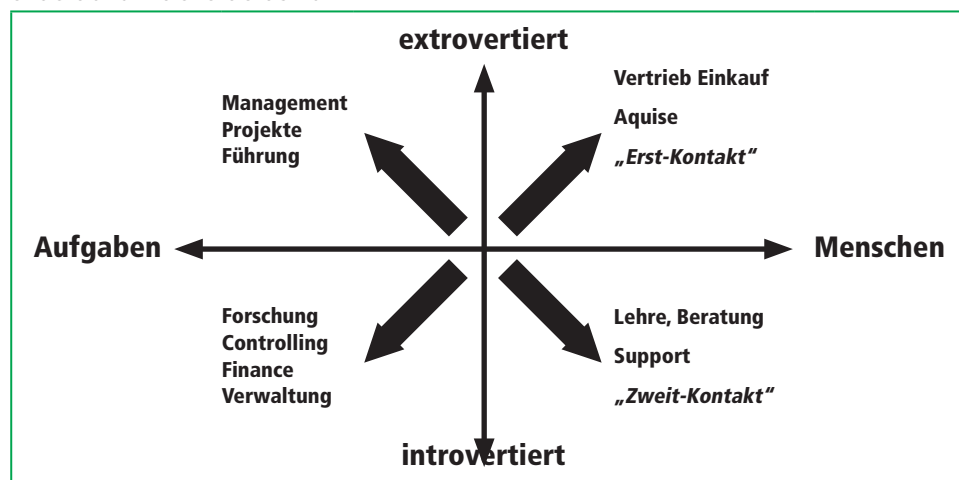 extrovertiert
Management
Projekte
Führung
Vertrieb Einkauf
Aquise
„Erst-Kontakt“
Aufgaben
Menschen
Forschung
Controlling
Finance
Verwaltung
Lehre, Beratung
Support
„Zweit-Kontakt“
introvertiert